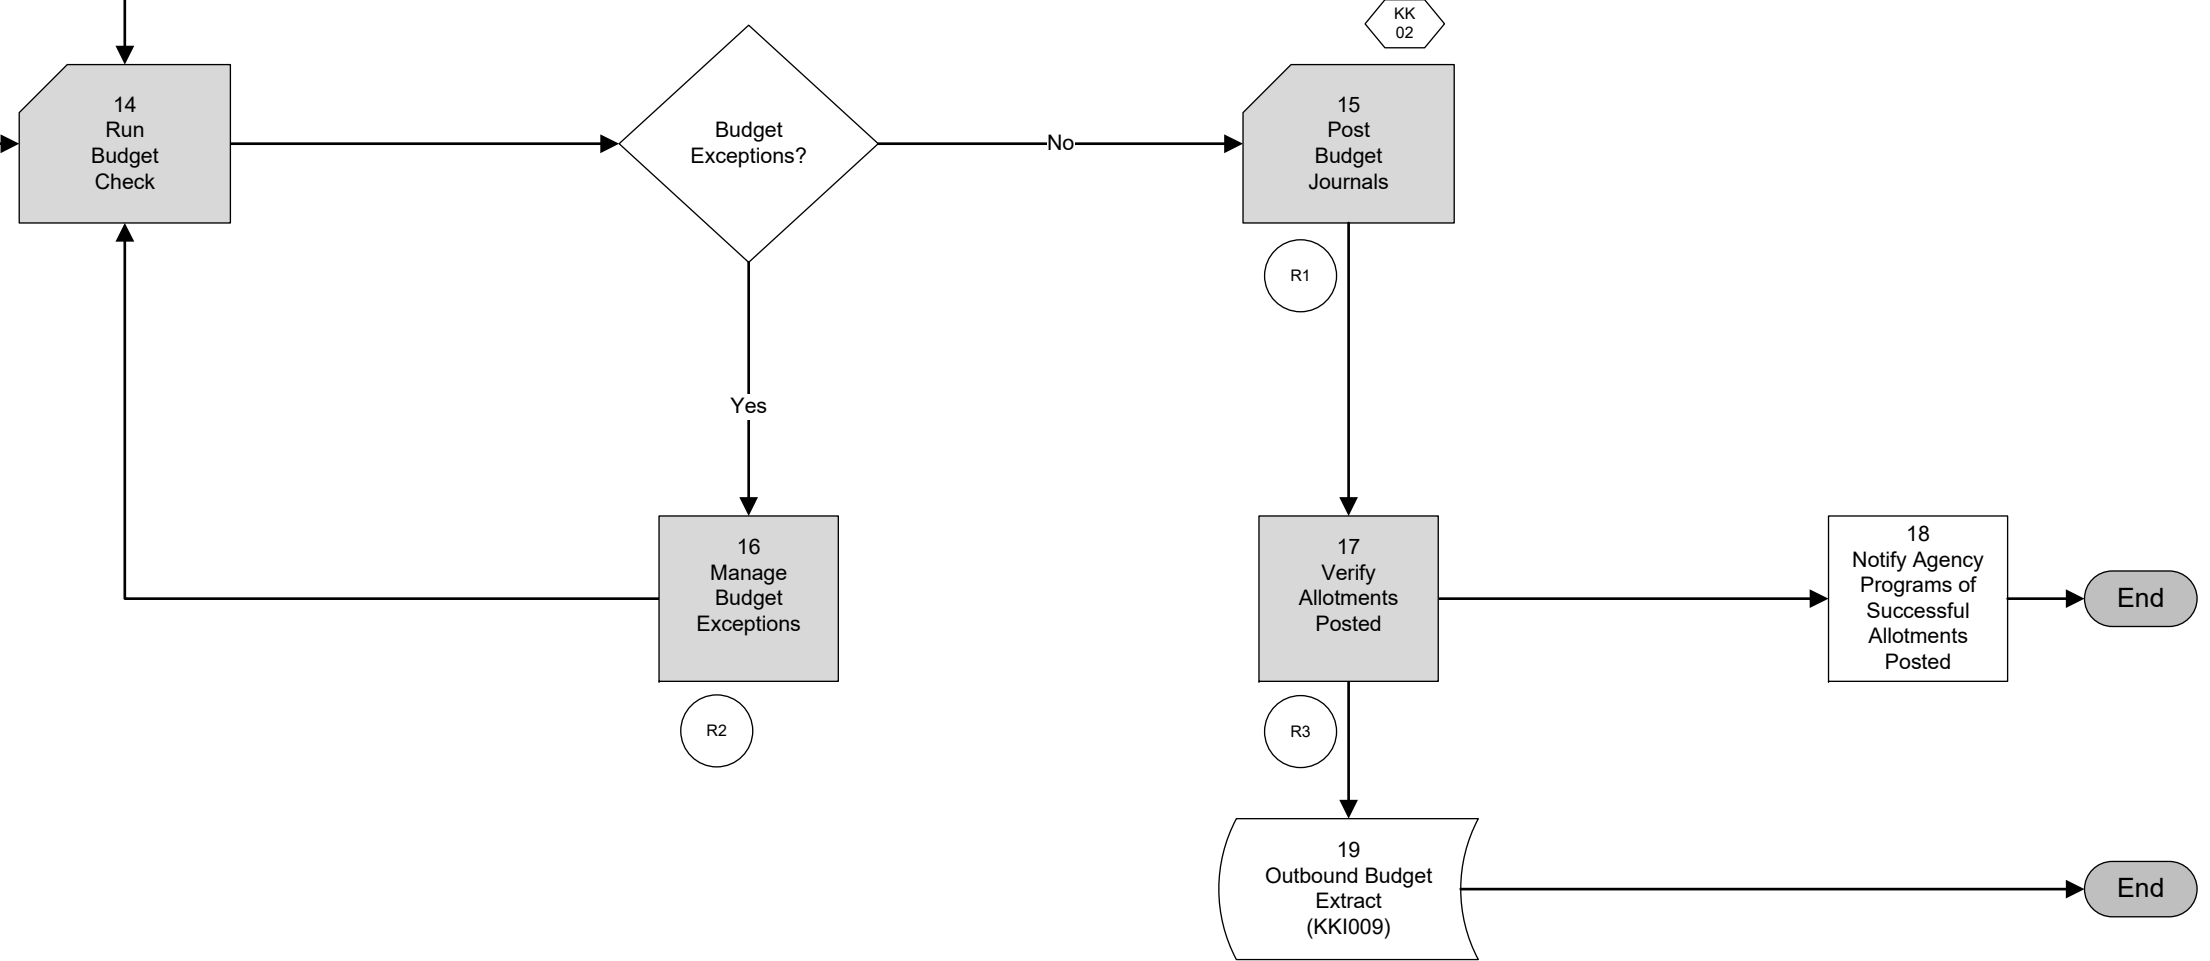 KK
02
14
Run
Budget
Check
Budget
Exceptions?
No
15
Post
Budget
Journals
R1
Yes
16
Manage
Budget
Exceptions
17
Verify
Allotments
Posted
18
Notify Agency
Programs of
Successful
Allotments
Posted
End
R2
R3
19
Outbound Budget
Extract
(KKI009)
End